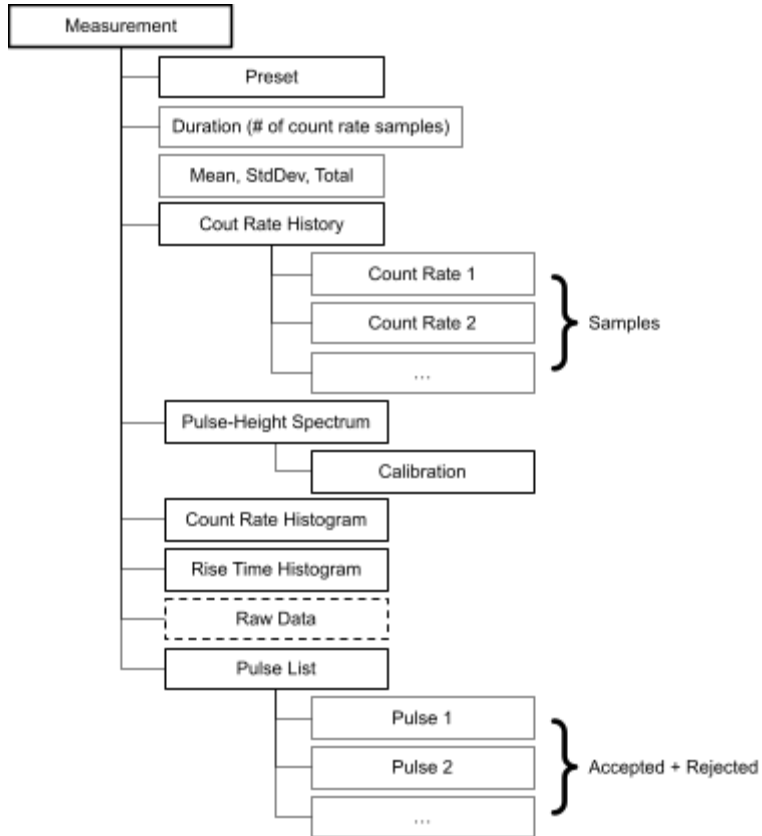 Measurement
Preset
Duration (# of count rate samples)
Mean, StdDev, Total
Cout Rate History
Count Rate 1
Count Rate 2
Samples
...
Pulse-Height Spectrum
Calibration
Count Rate Histogram
Rise Time Histogram
Raw Data
Pulse List
Pulse 1
Pulse 2
Accepted + Rejected
...